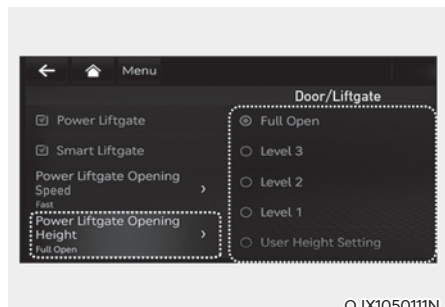 Menu
Door/Liftgate
Power Liftgate
Smart Liftgate
Power Liftgate Opening
Speed
Fast
Power Liftgate Opening
Height
Full Open
Full Open
Level 3
Level 2
Level 1
User Height Setting
OJX1050111N